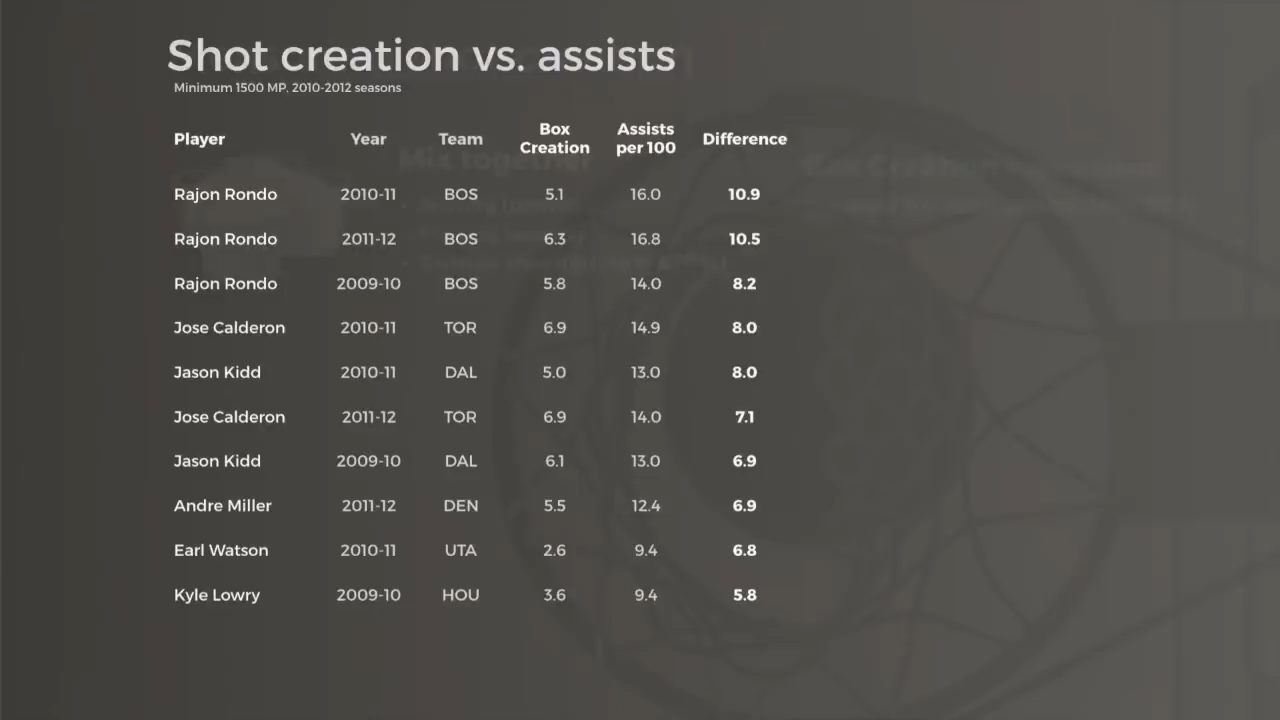 Shot creation vs. assists
Minimum 1500 MP, 2010-2012 seasons
Player Year Team Box Creation Assists per 100 Difference
Rajon Rondo 2010-11 BOS 5.1 16.0 10.9
Rajon Rondo 2011-12 BOS 6.3 16.8 10.5
Rajon Rondo 2009-10 BOS 5.8 14.0 8.2
Jose Calderon 2010-11 TOR 6.9 14.9 8.0
Jason Kidd 2010-11 DAL 5.0 13.0 8.0
Jose Calderon 2011-12 TOR 6.9 14.0 7.1
Jason Kidd 2009-10 DAL 6.1 13.0 6.9
Andre Miller 2011-12 DEN 5.5 12.4 6.9
Earl Watson 2010-11 UTA 2.6 9.4 6.8
Kyle Lowry 2009-10 HOU 3.6 9.4 5.8
Mix together